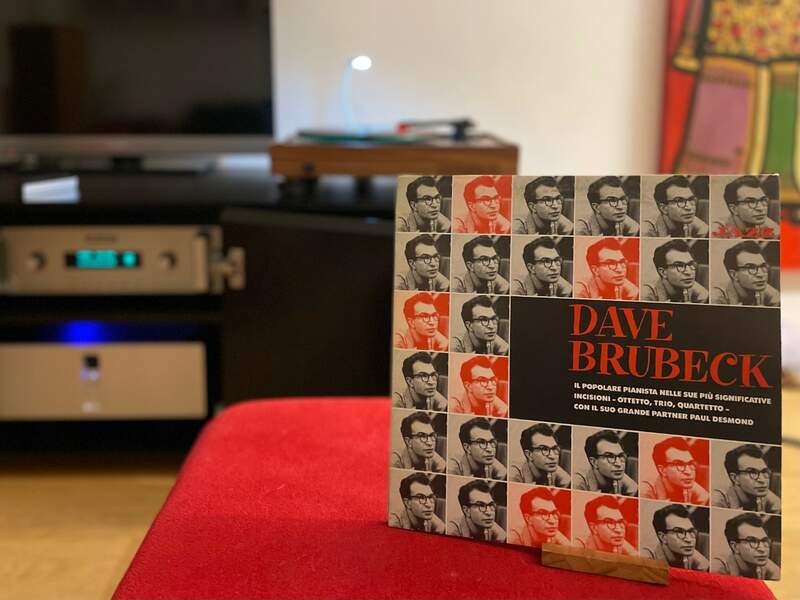 JAZZ
DAVE
BRUBECK
IL POPOLARE PIANISTA NELLE SUE PIÙ SIGNIFICATIVE
INCISIONI – OTTETTO, TRIO, QUARTETTO –
CON IL SUO GRANDE PARTNER PAUL DESMOND